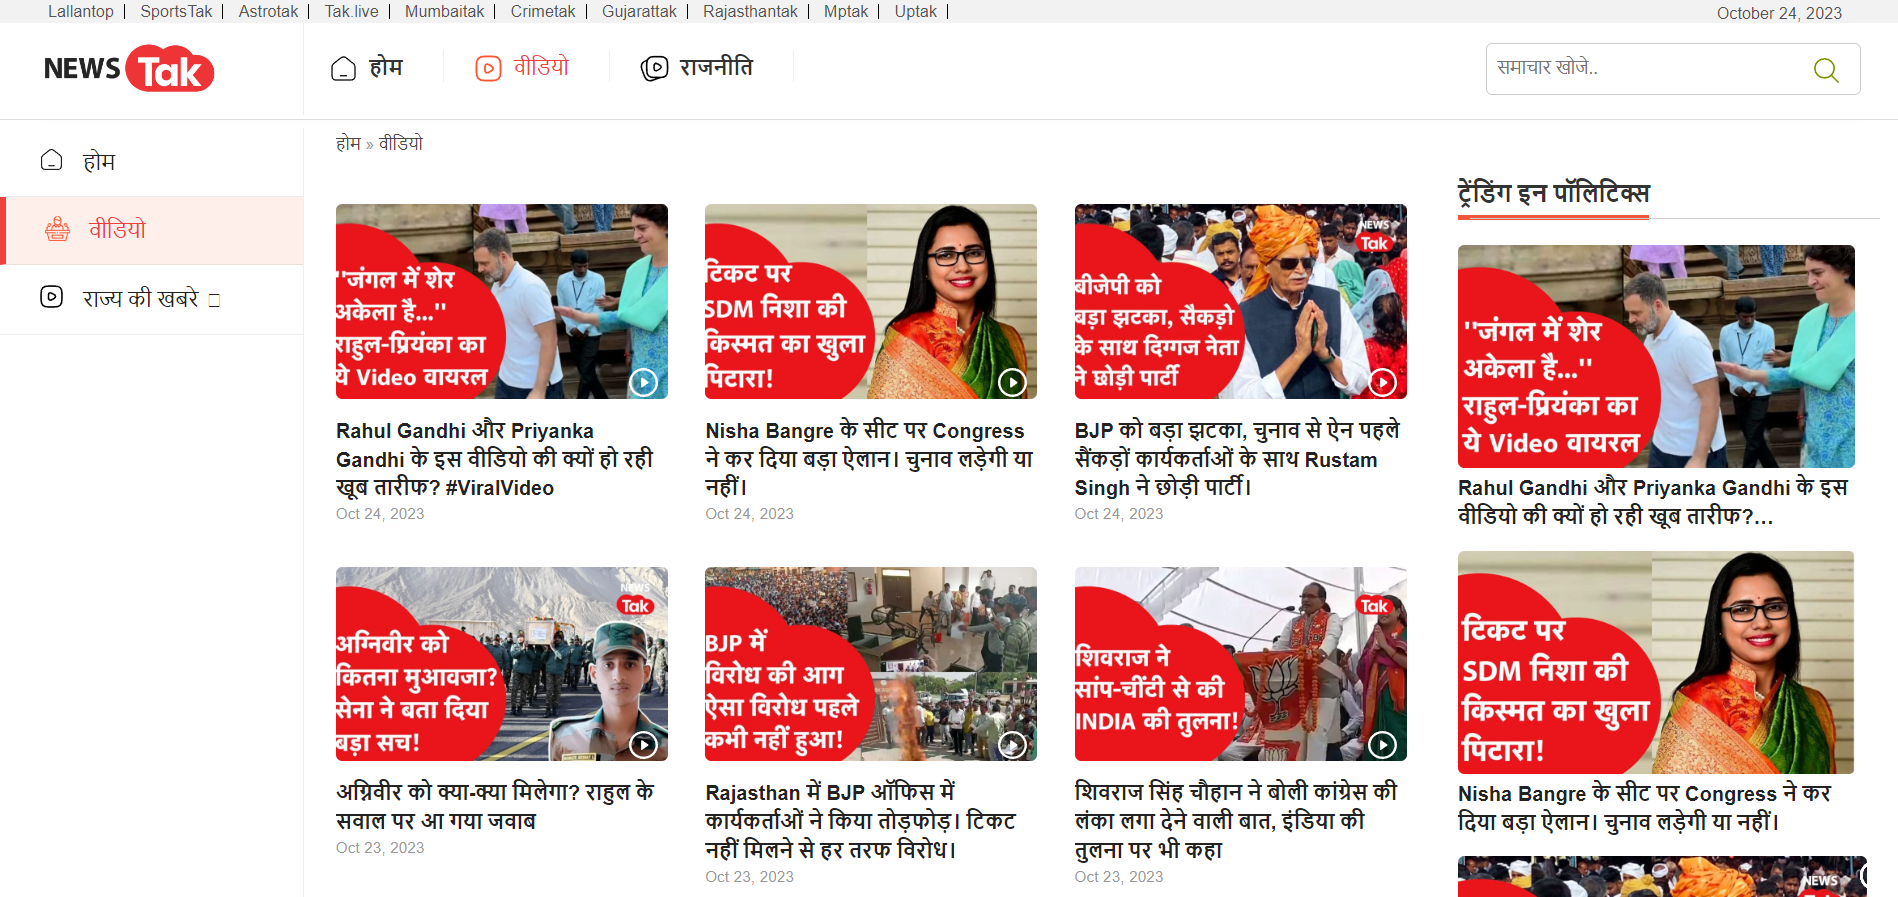 Lallantop | SportsTak | Astrotak | Tak.live | Mumbaitak | Crimetak | Gujarattak | Rajasthantak | Mptak | Uptak |
October 24, 2023
NEWS Tak
होम
वीडियो
राजनीति
समाचार खोजे..
होम
वीडियो
राज्य की खबरे
होम » वीडियो
''जंगल में शेर
अकेला है...''
राहुल-प्रियंका का
ये Video वायरल
Rahul Gandhi और Priyanka
Gandhi के इस वीडियो की क्यों हो रही
खूब तारीफ? #ViralVideo
Oct 24, 2023
टिकट पर
SDM निशा की
किस्मत का खुला
पिटारा!
Nisha Bangre के सीट पर Congress
ने कर दिया बड़ा ऐलान। चुनाव लड़ेगी या
नहीं।
Oct 24, 2023
NEWS
Tak
बीजेपी को
बड़ा झटका, सैकड़ो
के साथ दिग्गज नेता
ने छोड़ी पार्टी
BJP को बड़ा झटका, चुनाव से ऐन पहले
सैंकड़ों कार्यकर्ताओं के साथ Rustam
Singh ने छोड़ी पार्टी।
Oct 24, 2023
NEWS
Tak
अग्निवीर को
कितना मुआवजा?
सेना ने बता दिया
बड़ा सच!
अग्निवीर को क्या-क्या मिलेगा? राहुल के
सवाल पर आ गया जवाब
Oct 23, 2023
BJP में
विरोध की आग
ऐसा विरोध पहले
कभी नहीं हुआ!
Rajasthan में BJP ऑफिस में
कार्यकर्ताओं ने किया तोड़फोड़। टिकट
नहीं मिलने से हर तरफ विरोध।
Oct 23, 2023
Tak
शिवराज ने
सांप-चींटी से की
INDIA की तुलना!
शिवराज सिंह चौहान ने बोली कांग्रेस की
लंका लगा देने वाली बात, इंडिया की
तुलना पर भी कहा
Oct 23, 2023
ट्रेंडिंग इन पॉलिटिक्स
''जंगल में शेर
अकेला है...''
राहुल-प्रियंका का
ये Video वायरल
Rahul Gandhi और Priyanka Gandhi के इस
वीडियो की क्यों हो रही खूब तारीफ?...
टिकट पर
SDM निशा की
किस्मत का खुला
पिटारा!
Nisha Bangre के सीट पर Congress ने कर
दिया बड़ा ऐलान। चुनाव लड़ेगी या नहीं।
NEWS